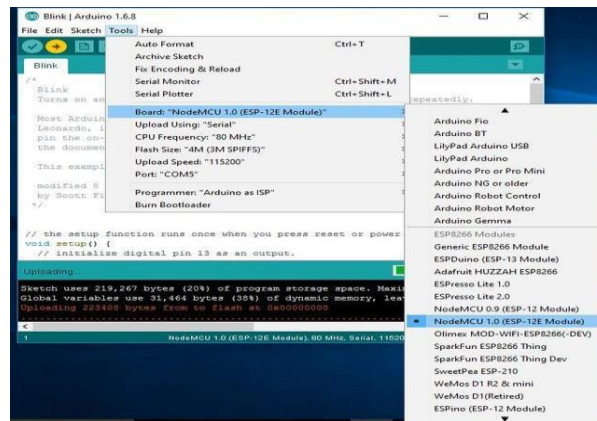 Blink | Arduino 1.6.8
File Edit Sketch Tools Help
Auto Format Ctrl+T
Archive Sketch
Fix Encoding & Reload
Serial Monitor Ctrl+Shift+M
Serial Plotter Ctrl+Shift+L
Board: "NodeMCU 1.0 (ESP-12E Module)"
Upload Using: "Serial"
CPU Frequency: "80 MHz"
Flash Size: "4M (3M SPIFFS)"
Upload Speed: "115200"
Port: "COM5"
Programmer: "Arduino as ISP"
Burn Bootloader
Blink
/*
Blink
Turns on an
epeatedly.
Most Arduin
Leonardo, i
pin the on-
the documen
This exampl
modified 8
by Scott Fi
*/
// the setup function runs once when you press reset or power
void setup() {
// initialize digital pin 13 as an output.
Uploading...
Sketch uses 219,267 bytes (20%) of program storage space. Maxi
Global variables use 31,464 bytes (38%) of dynamic memory, lea
Uploading 223408 bytes from to flash at 0x00000000
1 NodeMCU 1.0 (ESP-12E Module), 80 MHz, Serial, 11520
Arduino Fio
Arduino BT
LilyPad Arduino USB
LilyPad Arduino
Arduino Pro or Pro Mini
Arduino NG or older
Arduino Robot Control
Arduino Robot Motor
Arduino Gemma
ESP8266 Modules
Generic ESP8266 Module
ESPDuino (ESP-13 Module)
Adafruit HUZZAH ESP8266
ESPresso Lite 1.0
ESPresso Lite 2.0
NodeMCU 0.9 (ESP-12 Module)
NodeMCU 1.0 (ESP-12E Module)
Olimex MOD-WIFI-ESP8266(-DEV)
SparkFun ESP8266 Thing
SparkFun ESP8266 Thing Dev
SweetPea ESP-210
WeMos D1 R2 & mini
WeMos D1(Retired)
ESPino (ESP-12 Module)